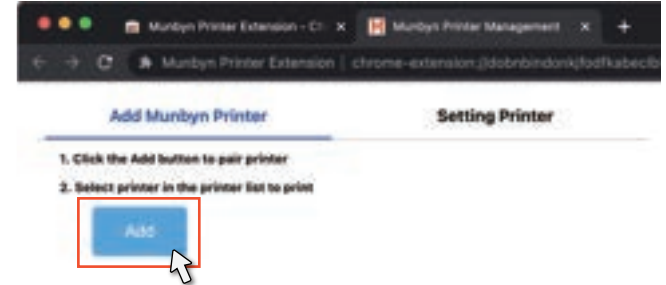 Munbyn Printer Extension - Ch
Munbyn Printer Management
Munbyn Printer Extension | chrome-extension://
Add Munbyn Printer
Setting Printer
1. Click the Add button to pair printer
2. Select printer in the printer list to print
Add